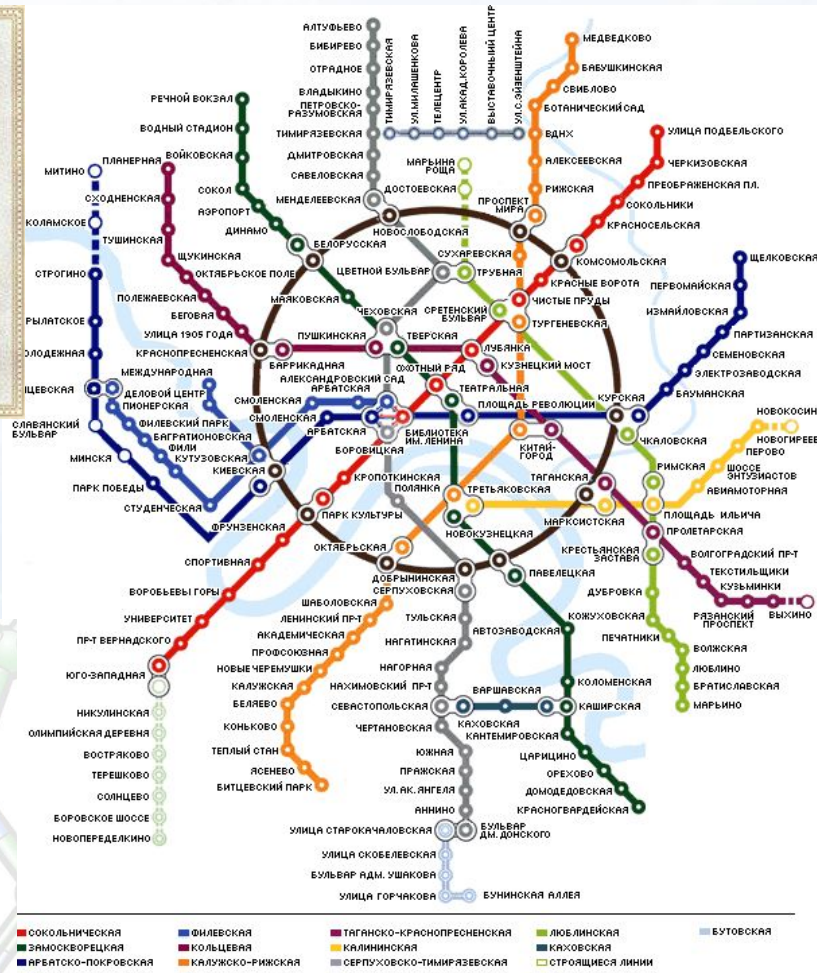 АЛТУФЬЕВО
БИБИРЕВО
ОТРАДНОЕ
ВЛАДЫКИНО
ПЕТРОВСКО-
РАЗУМОВСКАЯ
ТИМИРЯЗЕВСКАЯ
ДМИТРОВСКАЯ
САВЕЛОВСКАЯ
МЕНДЕЛЕЕВСКАЯ
ТИМИРЯЗЕВСКАЯ
УЛ.МИЛАШЕНКОВА
ТЕЛЕЦЕНТР
УЛ.АКАД.КОРОЛЕВА
ВЫСТАВОЧНЫЙ ЦЕНТР
УЛ.С.ЭЙЗЕНШТЕЙНА
МЕДВЕДКОВО
БАБУШКИНСКАЯ
СВИБЛОВО
БОТАНИЧЕСКИЙ САД
ВДНХ
АЛЕКСЕЕВСКАЯ
РИЖСКАЯ
ПРОСПЕКТ
МИРА
РЕЧНОЙ ВОКЗАЛ
ВОДНЫЙ СТАДИОН
ВОЙКОВСКАЯ
СОКОЛ
АЭРОПОРТ
ДИНАМО
БЕЛОРУССКАЯ
МАЯКОВСКАЯ
ПЛАНЕРНАЯ
СХОДНЕНСКАЯ
ТУШИНСКАЯ
ЩУКИНСКАЯ
ОКТЯБРЬСКОЕ ПОЛЕ
ПОЛЕЖАЕВСКАЯ
БЕГОВАЯ
УЛИЦА 1905 ГОДА
КРАСНОПРЕСНЕНСКАЯ
БАРРИКАДНАЯ
МИТИНО
КОЛАМСКОЕ
СТРОГИНО
РЫЛАТСКОЕ
ОЛОДЕЖНАЯ
ЦЕВСКАЯ
СЛАВЯНСКИЙ
БУЛЬВАР
МИНСКА
ПАРК ПОБЕДЫ
МЕЖДУНАРОДНАЯ
ДЕЛОВОЙ ЦЕНТР
ПИОНЕРСКАЯ
ФИЛЕВСКИЙ ПАРК
БАГРАТИОНОВСКАЯ
ФИЛИ
КУТУЗОВСКАЯ
СТУДЕНЧЕСКАЯ
КИЕВСКАЯ
СМОЛЕНСКАЯ
СМОЛЕНСКАЯ
АРБАТСКАЯ
АРБАТСКАЯ
АЛЕКСАНДРОВСКИЙ САД
МАРЬИНА
РОЩА
ДОСТОЕВСКАЯ
НОВОСЛОБОДСКАЯ
СУХАРЕВСКАЯ
ЦВЕТНОЙ БУЛЬВАР
ТРУБНАЯ
ЧЕХОВСКАЯ
СРЕТЕНСКИЙ
БУЛЬВАР
ПУШКИНСКАЯ
ТВЕРСКАЯ
ЧИСТЫЕ ПРУДЫ
ТУРГЕНЕВСКАЯ
ЛУБЯНКА
КУЗНЕЦКИЙ МОСТ
ОХОТНЫЙ РЯД
ТЕАТРАЛЬНАЯ
ПЛОЩАДЬ РЕВОЛЮЦИИ
БИБЛИОТЕКА
ИМ. ЛЕНИНА
БОРОВИЦКАЯ
КРОПОТКИНСКАЯ
ПОЛЯНКА
КИТАЙ-
ГОРОД
ТРЕТЬЯКОВСКАЯ
НОВОКУЗНЕЦКАЯ
УЛИЦА ПОДБЕЛЬСКОГО
ЧЕРКИЗОВСКАЯ
ПРЕОБРАЖЕНСКАЯ ПЛ.
СОКОЛЬНИКИ
КРАСНОСЕЛЬСКАЯ
КОМСОМОЛЬСКАЯ
КРАСНЫЕ ВОРОТА
ЩЕЛКОВСКАЯ
ПЕРВОМАЙСКАЯ
ИЗМАЙЛОВСКАЯ
ПАРТИЗАНСКАЯ
СЕМЕНОВСКАЯ
ЭЛЕКТРОЗАВОДСКАЯ
БАУМАНСКАЯ
КУРСКАЯ
ЧКАЛОВСКАЯ
НОВОКОСИН
НОВОГИРЕЕВ
ПЕРОВО
ШОССЕ
ЭНТУЗИАСТОВ
АВИАМОТОРНАЯ
РИМСКАЯ
ПЛОЩАДЬ ИЛЬИЧА
ТАГАНСКАЯ
МАРКСИСТСКАЯ
ПРОЛЕТАРСКАЯ
КРЕСТЬЯНСКАЯ
ЗАСТАВА
ВОЛГОГРАДСКИЙ ПР-Т
ТЕКСТИЛЬЩИКИ
КУЗЬМИНКИ
РЯЗАНСКИЙ
ПРОСПЕКТ
ВЫХИНО
ДУБРОВКА
КОЖУХОВСКАЯ
ПЕЧАТНИКИ
ВОЛЖСКАЯ
ЛЮБЛИНО
БРАТИСЛАВСКАЯ
МАРЬИНО
ПАРК КУЛЬТУРЫ
ФРУНЗЕНСКАЯ
СПОРТИВНАЯ
ВОРОБЬЕВЫ ГОРЫ
УНИВЕРСИТЕТ
ПР-Т ВЕРНАДСКОГО
ЮГО-ЗАПАДНАЯ
НИКУЛИНСКАЯ
ОЛИМПИЙСКАЯ ДЕРЕВНЯ
ВОСТРЯКОВО
ТЕРЕШКОВО
СОЛНЦЕВО
БОРОВСКОЕ ШОССЕ
НОВОПЕРЕДЕЛКИНО
ОКТЯБРЬСКАЯ
ШАБОЛОВСКАЯ
ЛЕНИНСКИЙ ПР-Т
АКАДЕМИЧЕСКАЯ
ПРОФСОЮЗНАЯ
НОВЫЕ ЧЕРЕМУШКИ
КАЛУЖСКАЯ
БЕЛЯЕВО
КОНЬКОВО
ТЕПЛЫЙ СТАН
ЯСЕНЕВО
БИТЦЕВСКИЙ ПАРК
ДОБРЫНИНСКАЯ
СЕРПУХОВСКАЯ
ТУЛЬСКАЯ
НАГАТИНСКАЯ
НАГОРНАЯ
НАХИМОВСКИЙ ПР-Т
СЕВАСТОПОЛЬСКАЯ
ЧЕРТАНОВСКАЯ
ЮЖНАЯ
ПРАЖСКАЯ
УЛ. АК. ЯНГЕЛЯ
АННИНО
УЛИЦА СТАРОКАЧАЛОВСКАЯ
БУЛЬВАР
ДМ. ДОНСКОГО
УЛИЦА СКОБЕЛЕВСКАЯ
БУЛЬВАР АДМ. УШАКОВА
УЛИЦА ГОРЧАКОВА
БУНИНСКАЯ АЛЛЕЯ
ПАВЕЛЕЦКАЯ
АВТОЗАВОДСКАЯ
КОЛОМЕНСКАЯ
ВАРШАВСКАЯ
КАХОВСКАЯ
КАШИРСКАЯ
КАНТЕМИРОВСКАЯ
ЦАРИЦИНО
ОРЕХОВО
ДОМОДЕДОВСКАЯ
КРАСНОГВАРДЕЙСКАЯ
СОКОЛЬНИЧЕСКАЯ
ЗАМОСКВОРЕЦКАЯ
АРБАТСКО-ПОКРОВСКАЯ
ФИЛЕВСКАЯ
КОЛЬЦЕВАЯ
КАЛУЖСКО-РИЖСКАЯ
ТАГАНСКО-КРАСНОПРЕСНЕНСКАЯ
КАЛИНИНСКАЯ
СЕРПУХОВСКО-ТИМИРЯЗЕВСКАЯ
ЛЮБЛИНСКАЯ
КАХОВСКАЯ
СТРОЯЩИЕСЯ ЛИНИИ
БУТОВСКАЯ